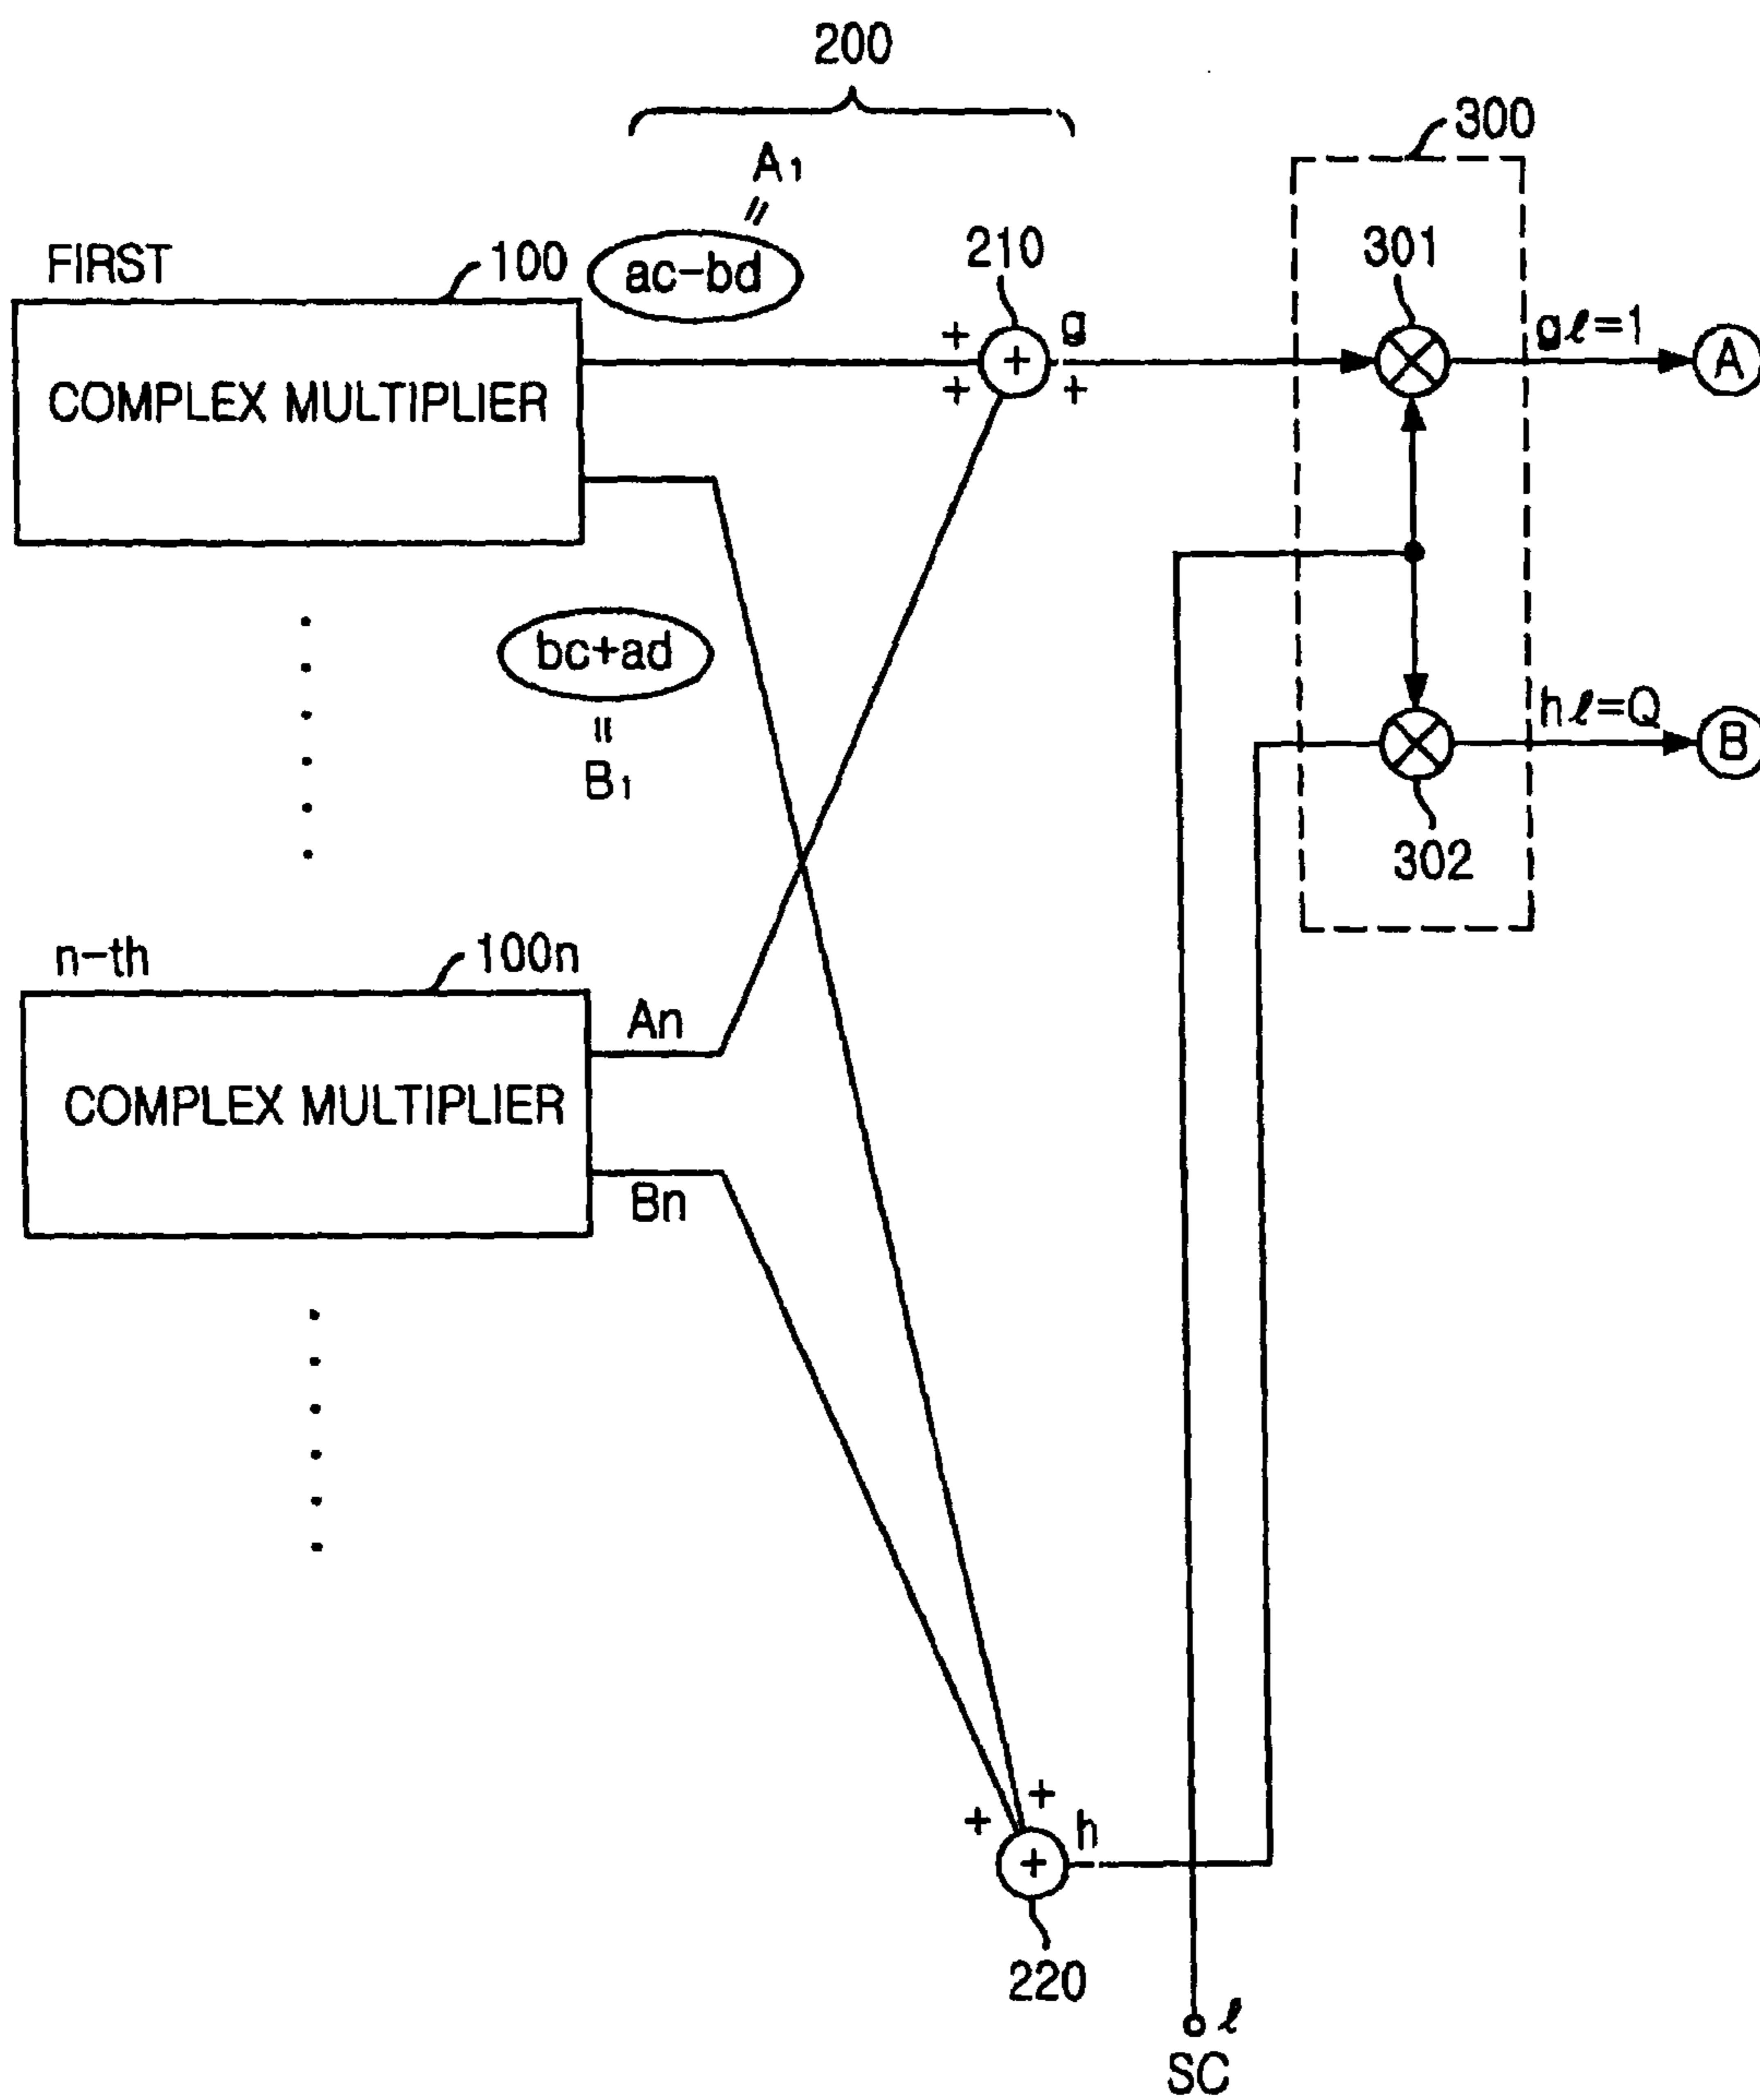 200
A1
=
FIRST
100
ac-bd
210
300
301
+
g
gℓ=1
A
COMPLEX MULTIPLIER
+
+
+
bc+ad
=
B1
hℓ=Q
B
302
n-th
100n
An
COMPLEX MULTIPLIER
Bn
+
+
h
+
220
ℓ
SC